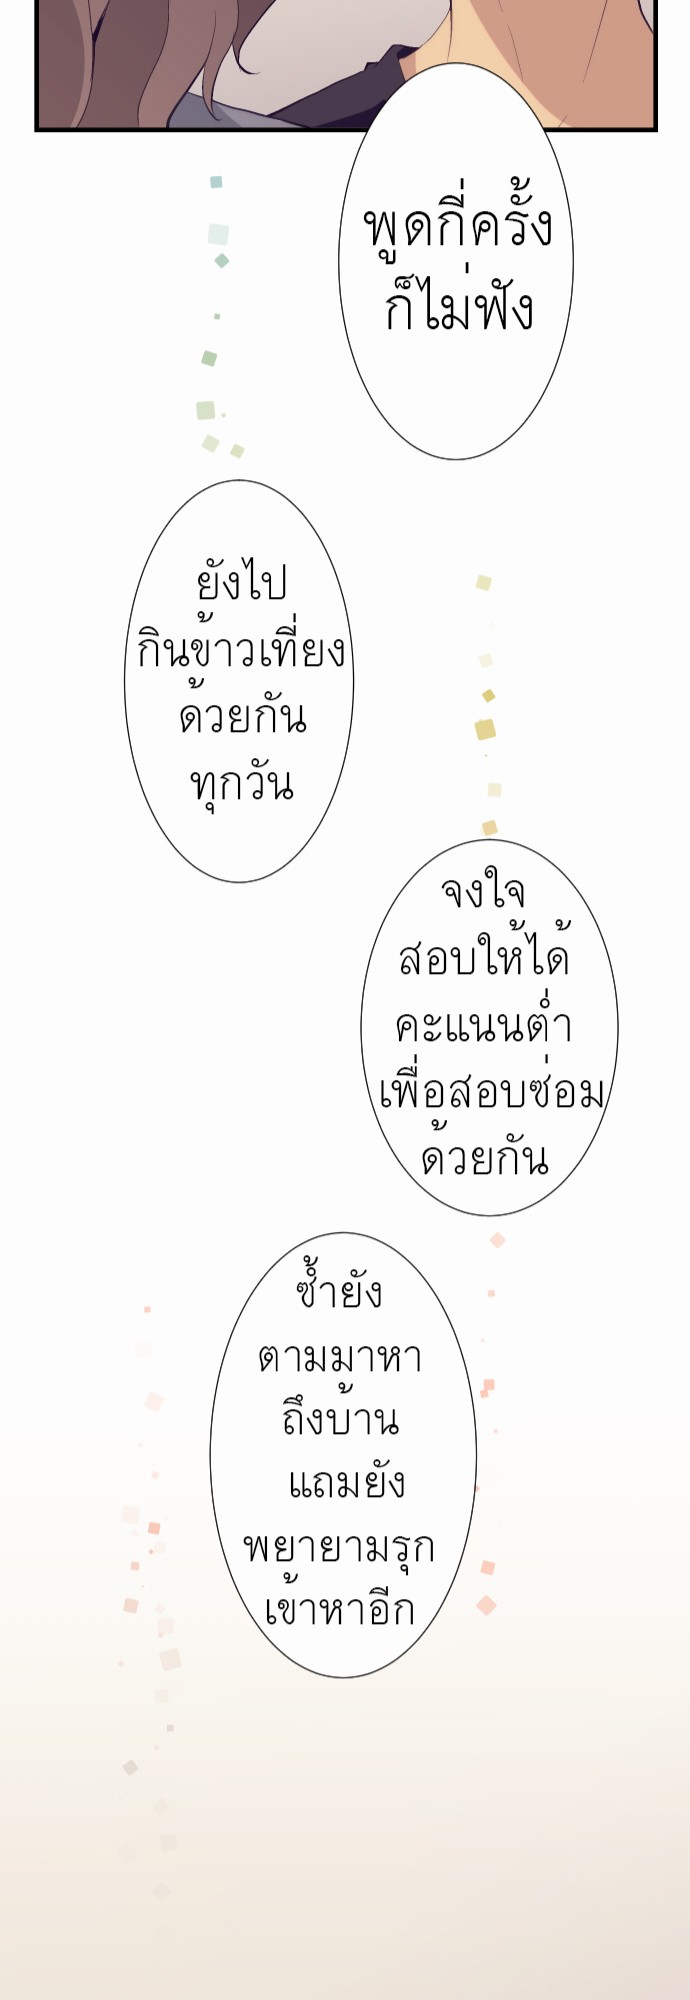 พูดกี่ครั้ง
ก็ไม่ฟัง
ยังไป
กินข้าวเที่ยง
ด้วยกัน
ทุกวัน
จงใจ
สอบให้ได้
คะแนนต่ำ
เพื่อสอบซ่อม
ด้วยกัน
ซ้ำยัง
ตามมาหา
ถึงบ้าน
แถมยัง
พยายามรุก
เข้าหาอีก